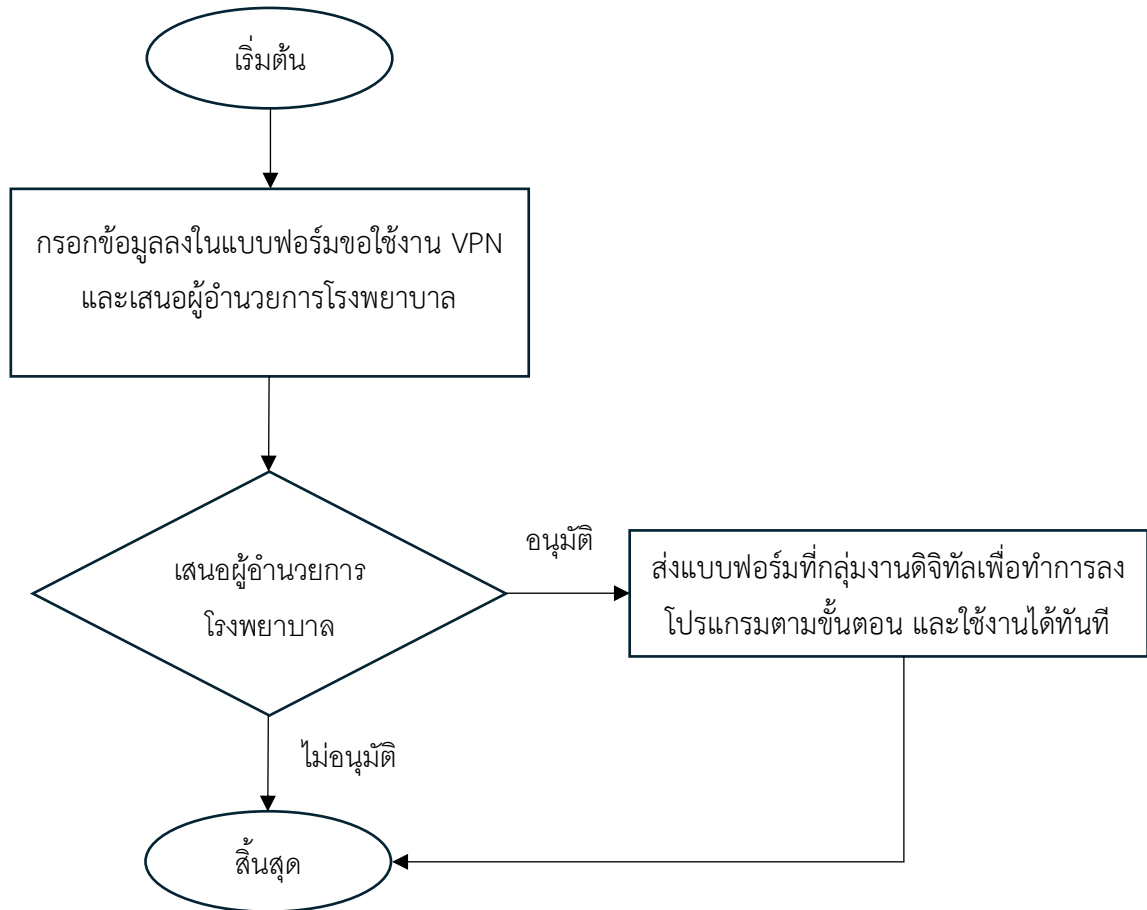 เริ่มต้น
กรอกข้อมูลลงในแบบฟอร์มขอใช้งาน VPN
และเสนอผู้อำนวยการโรงพยาบาล
เสนอผู้อำนวยการ
โรงพยาบาล
อนุมัติ
ส่งแบบฟอร์มที่กลุ่มงานดิจิทัลเพื่อทำการลง
โปรแกรมตามขั้นตอน และใช้งานได้ทันที
ไม่อนุมัติ
สิ้นสุด